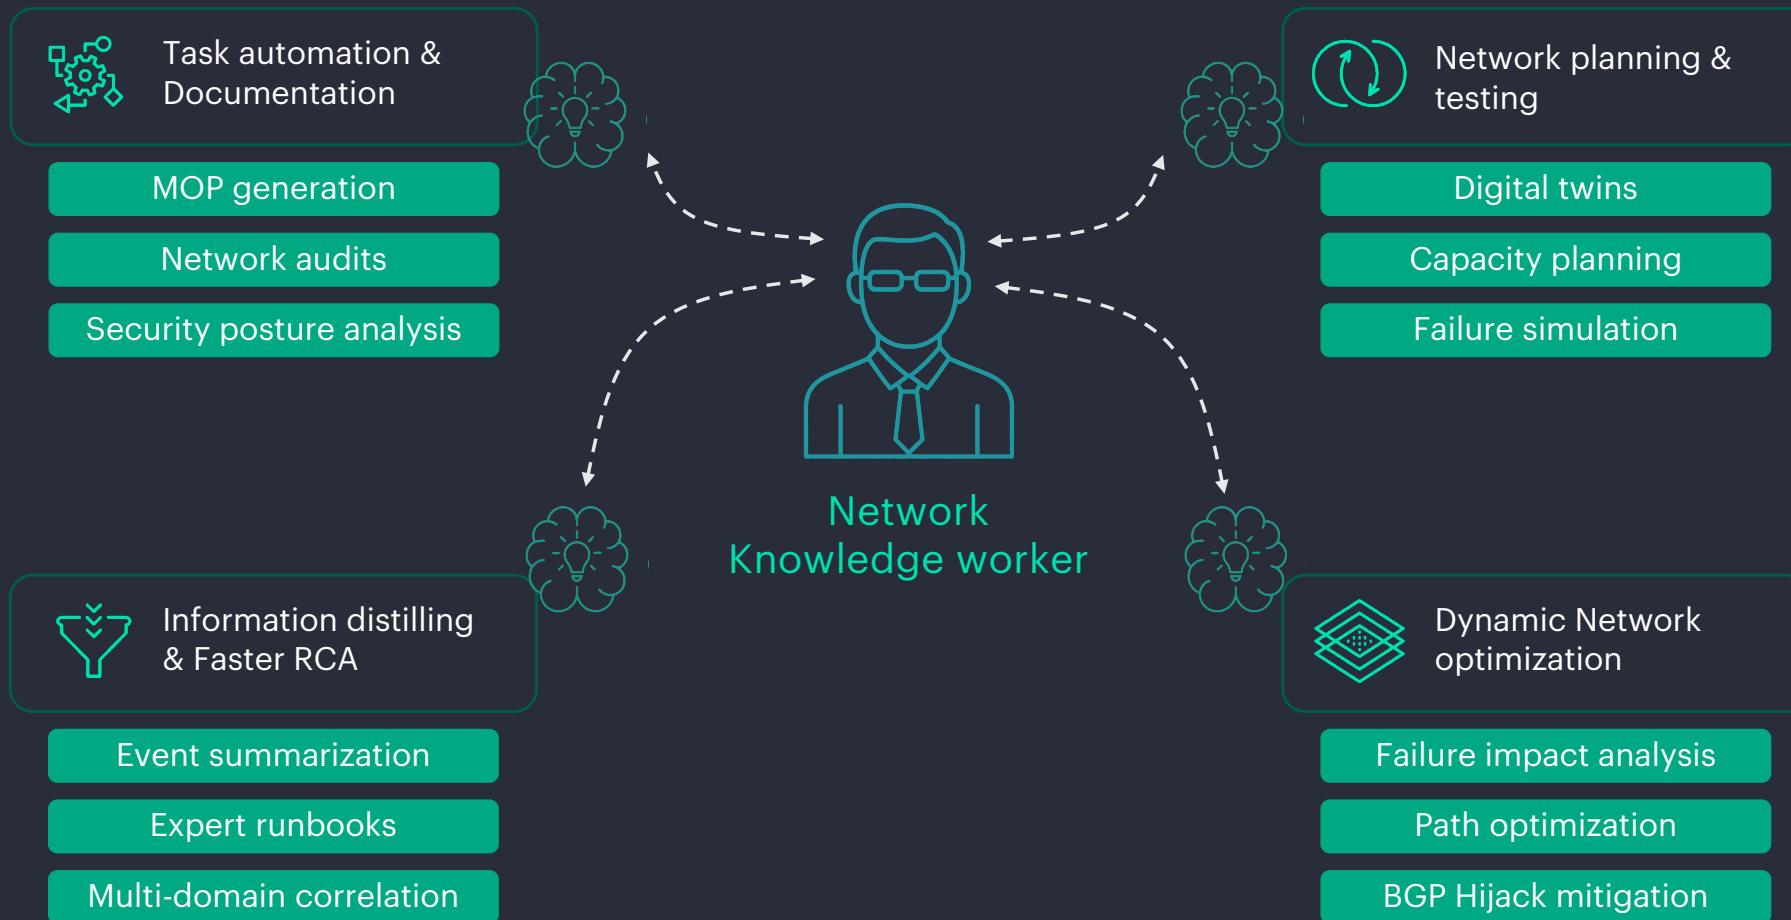 Task automation &
Documentation
MOP generation
Network audits
Security posture analysis
Network planning &
testing
Digital twins
Capacity planning
Failure simulation
Network
Knowledge worker
Information distilling
& Faster RCA
Event summarization
Expert runbooks
Multi-domain correlation
Dynamic Network
optimization
Failure impact analysis
Path optimization
BGP Hijack mitigation